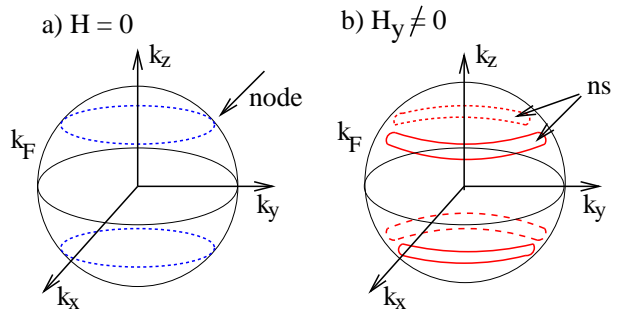 a) H = 0
b) H_y ≠ 0
k_z
node
k_F
k_y
k_x
k_z
ns
k_F
k_y
k_x